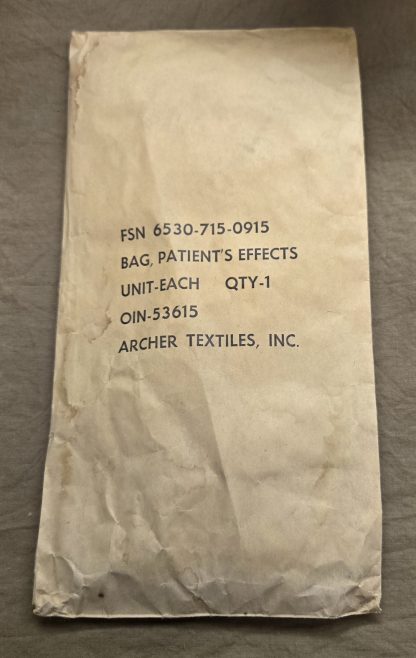 FSN 6530-715-0915
BAG, PATIENT'S EFFECTS
UNIT-EACH QTY-1
OIN-53615
ARCHER TEXTILES, INC.